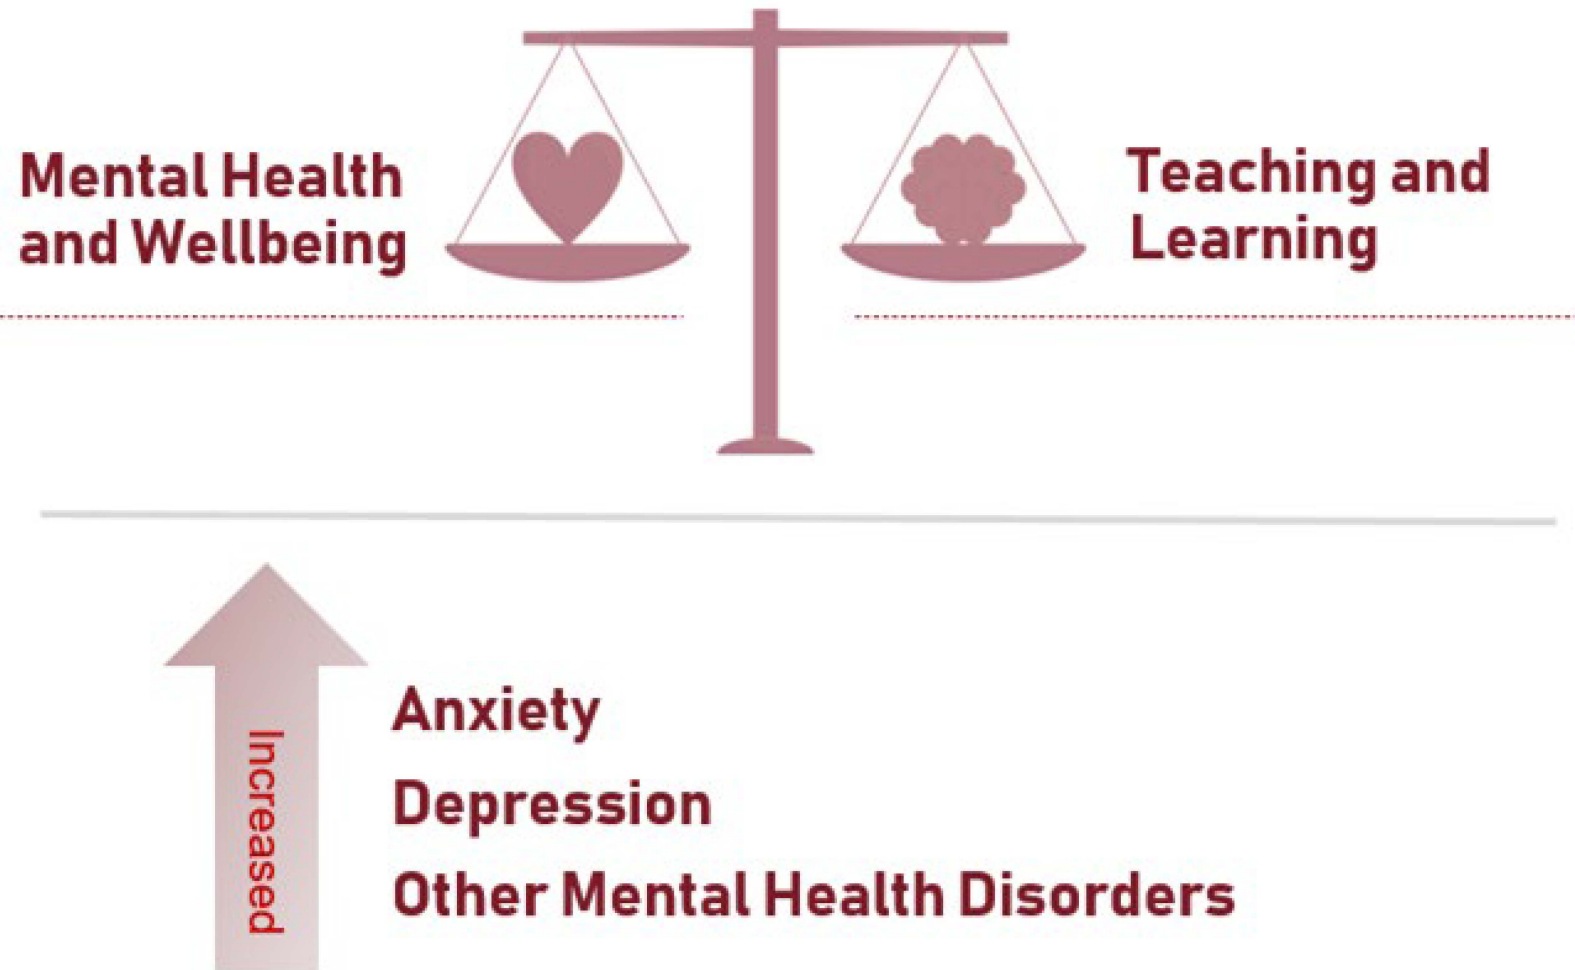 Mental Health
and Wellbeing
Teaching and
Learning
Increased
Anxiety
Depression
Other Mental Health Disorders